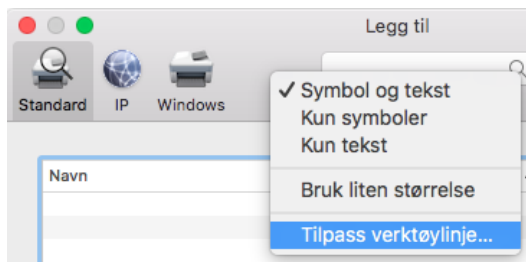 Legg til
Standard IP Windows
✓ Symbol og tekst
Kun symboler
Kun tekst
Bruk liten størrelse
Tilpass verktøylinje...
Navn